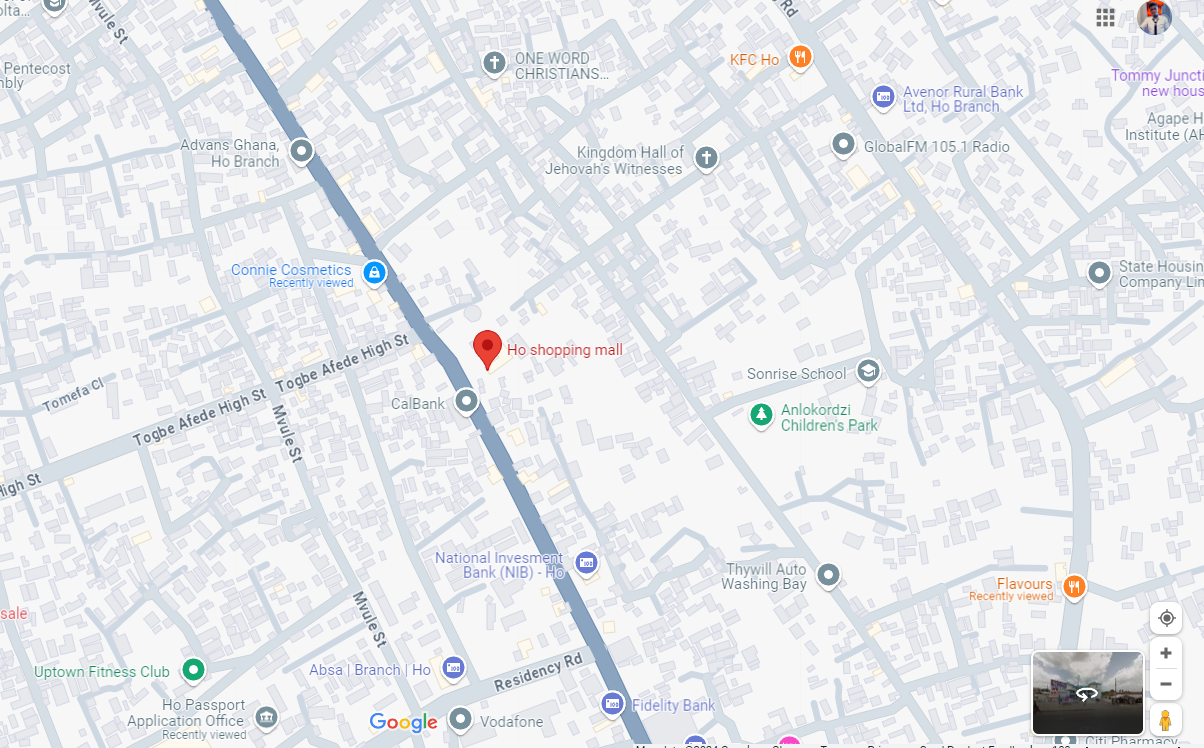 olta...
Mvule St
Rd
Pentecost
nbly
ONE WORD
CHRISTIANS...
KFC Ho
Tommy Juncti
new hous
Avenor Rural Bank
Ltd, Ho Branch
Agape H
Institute (AH
Advans Ghana,
Ho Branch
Kingdom Hall of
Jehovah's Witnesses
GlobalFM 105.1 Radio
Connie Cosmetics
Recently viewed
State Housing
Company Lim
Togbe Afede High St
Ho shopping mall
Tomefa Cl
CalBank
Sonrise School
Togbe Afede High St
Anlokordzi
Children's Park
Mvule St
High St
National Invesment
Bank (NIB) - Ho
Thywill Auto
Washing Bay
Flavours
Recently viewed
sale
Mvule St
Uptown Fitness Club
Absa | Branch | Ho
Residency Rd
Ho Passport
Application Office
Recently viewed
Google
Vodafone
Fidelity Bank
Citi Pharmacy